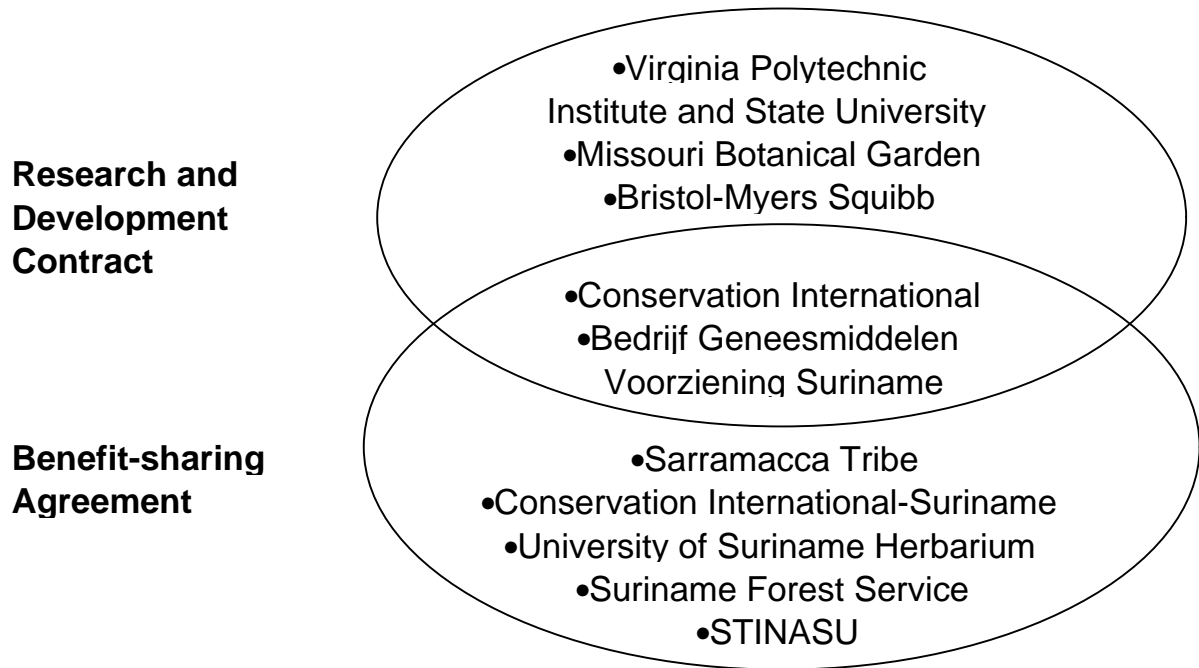 •Virginia Polytechnic
Institute and State University
•Missouri Botanical Garden
•Bristol-Myers Squibb
Research and
Development
Contract
•Conservation International
•Bedrijf Geneesmiddelen
Voorziening Suriname
Benefit-sharing
Agreement
•Sarramacca Tribe
•Conservation International-Suriname
•University of Suriname Herbarium
•Suriname Forest Service
•STINASU